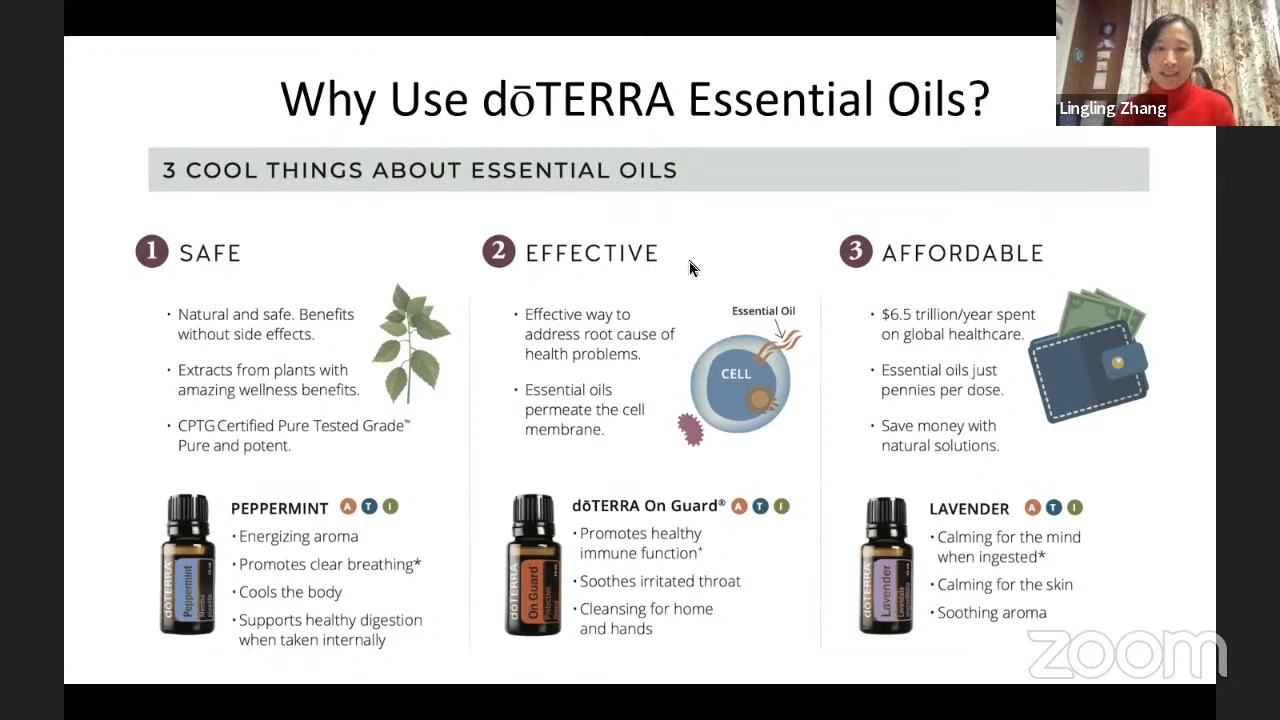 Why Use dōTERRA Essential Oils?
Lingling Zhang
3 COOL THINGS ABOUT ESSENTIAL OILS
1 SAFE
• Natural and safe. Benefits
without side effects.
• Extracts from plants with
amazing wellness benefits.
• CPTG Certified Pure Tested Grade™
Pure and potent.
PEPPERMINT A T I
• Energizing aroma
• Promotes clear breathing*
• Cools the body
• Supports healthy digestion
when taken internally
dōTERRA
Peppermint
2 EFFECTIVE
• Effective way to
address root cause of
health problems.
• Essential oils
permeate the cell
membrane.
Essential Oil
CELL
dōTERRA On Guard® A T I
• Promotes healthy
immune function*
• Soothes irritated throat
• Cleansing for home
and hands
dōTERRA
On Guard
3 AFFORDABLE
• $6.5 trillion/year spent
on global healthcare.
• Essential oils just
pennies per dose.
• Save money with
natural solutions.
LAVENDER A T I
• Calming for the mind
when ingested*
• Calming for the skin
• Soothing aroma
dōTERRA
Lavender
zoom